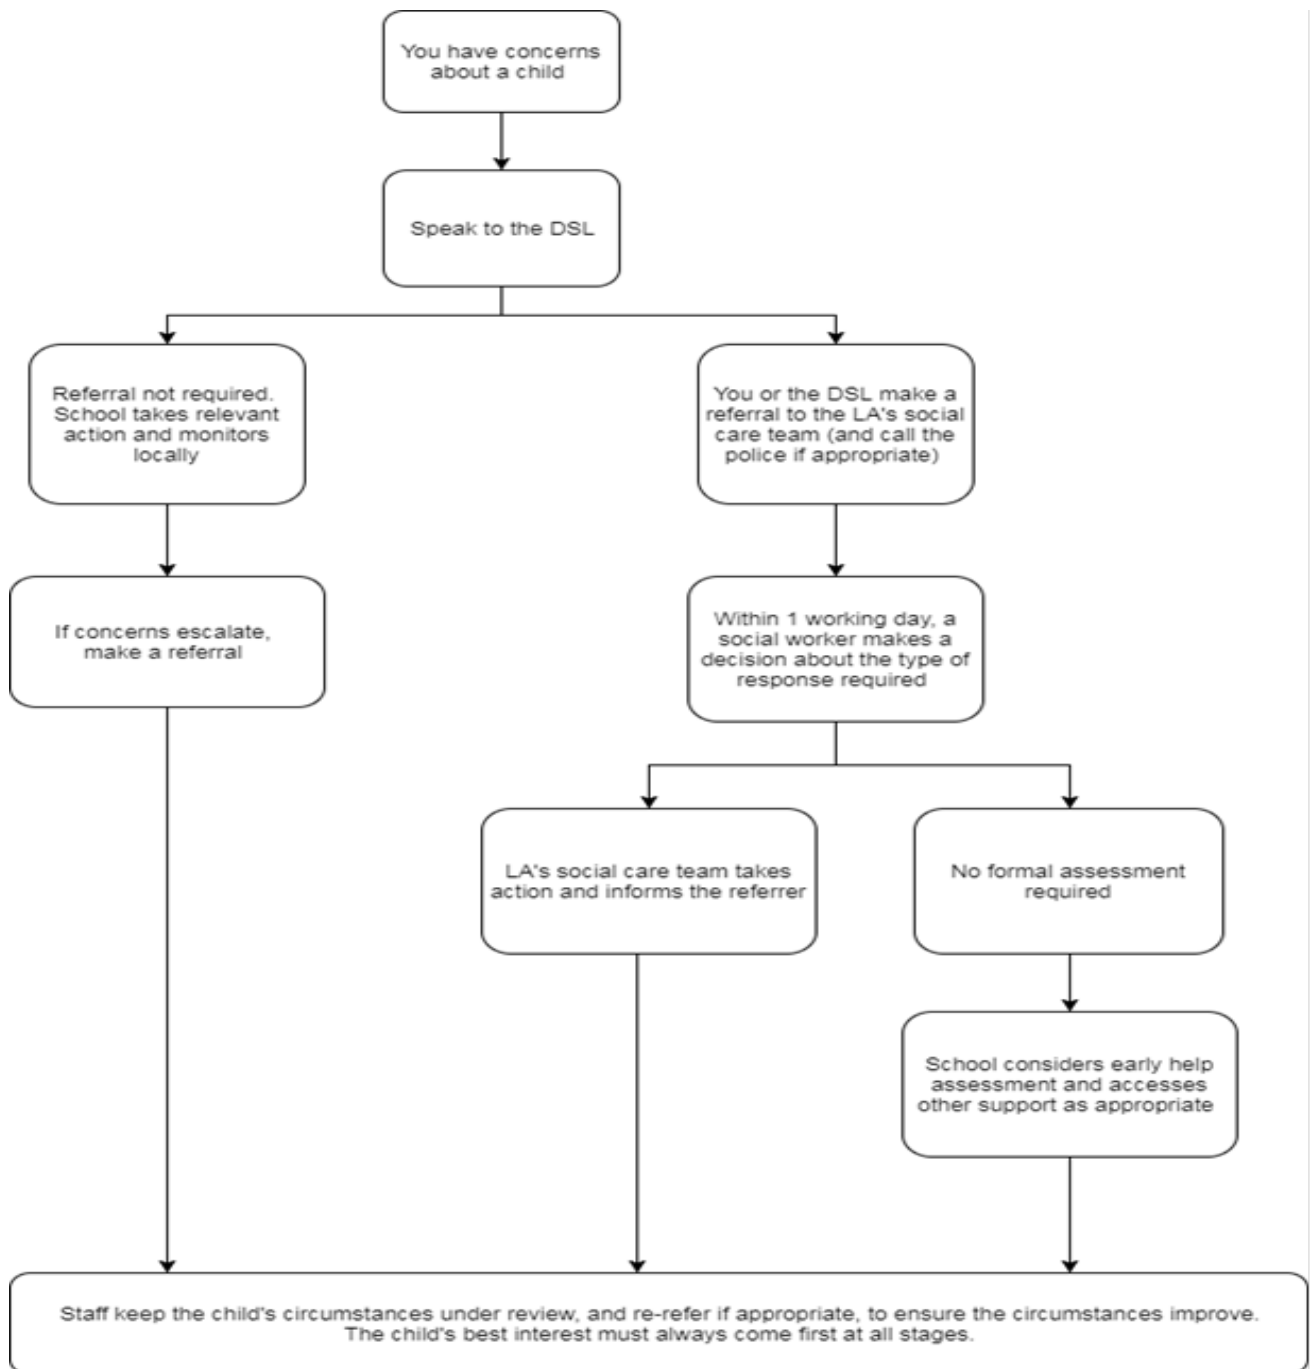 You have concerns
about a child
Speak to the DSL
Referral not required.
School takes relevant
action and monitors
locally
You or the DSL make a
referral to the LA's social
care team (and call the
police if appropriate)
If concerns escalate,
make a referral
Within 1 working day, a
social worker makes a
decision about the type of
response required
LA's social care team takes
action and informs the referrer
No formal assessment
required
School considers early help
assessment and accesses
other support as appropriate
Staff keep the child's circumstances under review, and re-refer if appropriate, to ensure the circumstances improve.
The child's best interest must always come first at all stages.